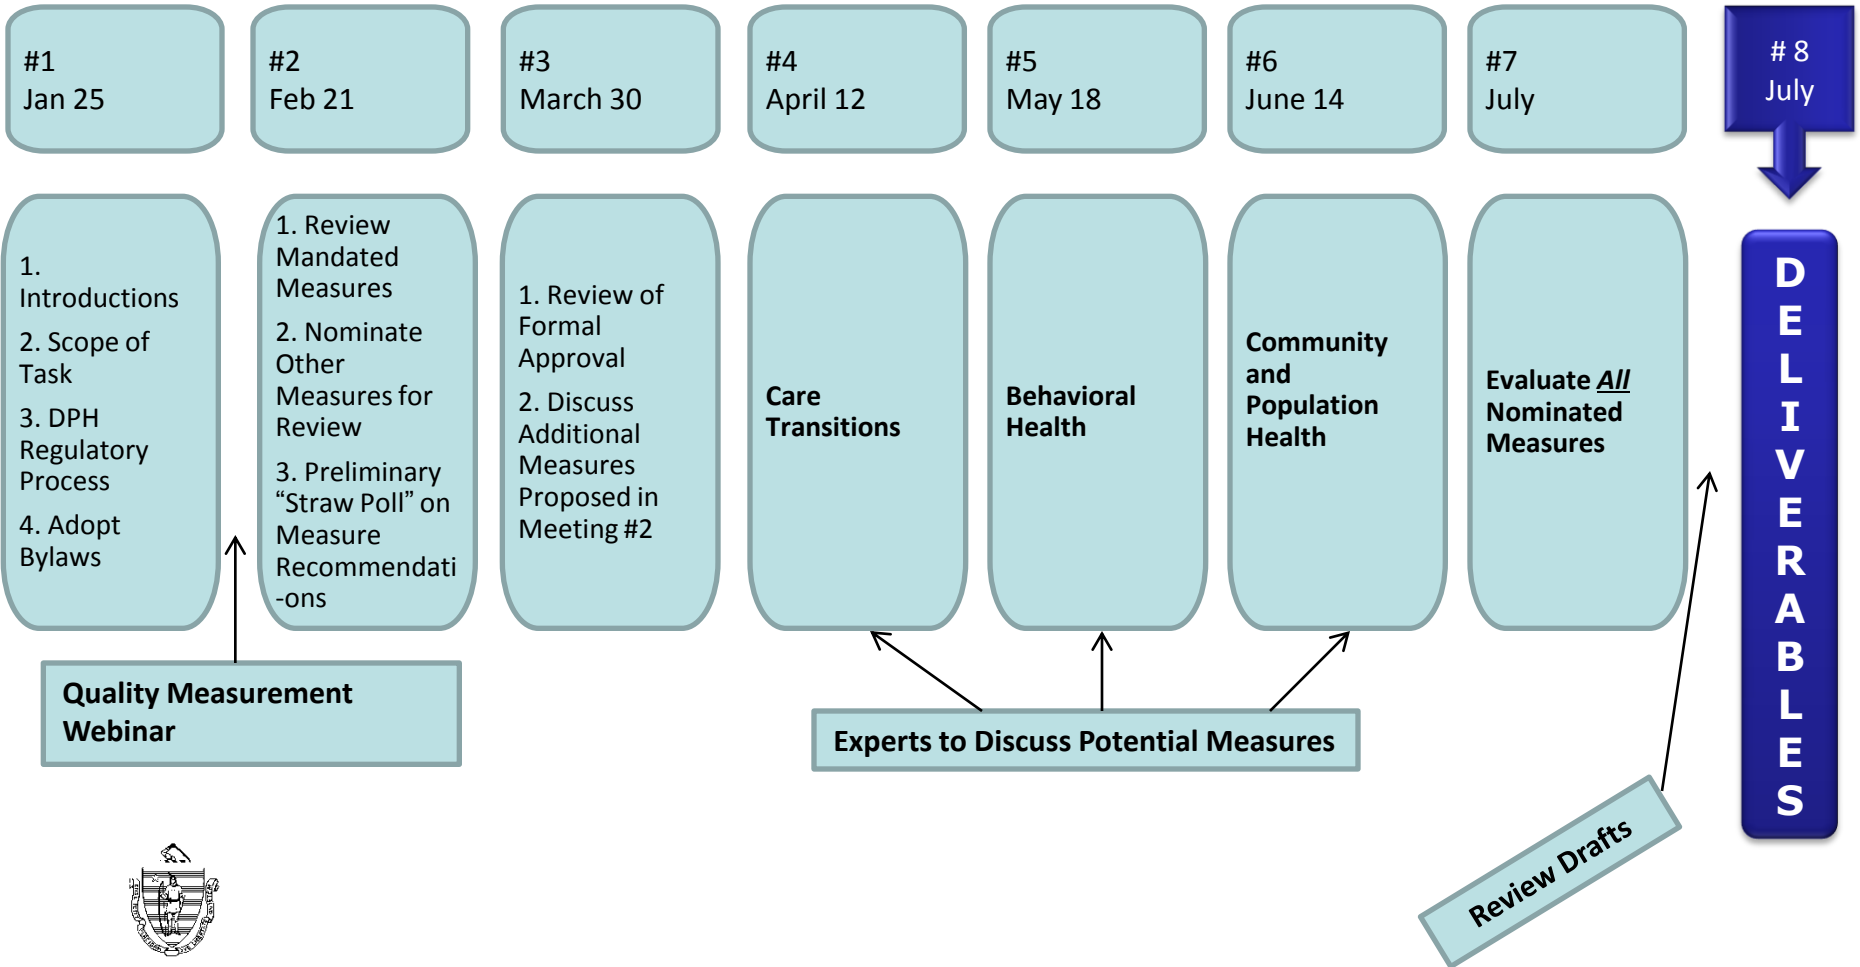 #1
Jan 25
#2
Feb 21
#3
March 30
#4
April 12
#5
May 18
#6
June 14
#7
July
# 8
July
1.
Introductions
2. Scope of
Task
3. DPH
Regulatory
Process
4. Adopt
Bylaws
1. Review
Mandated
Measures
2. Nominate
Other
Measures for
Review
3. Preliminary
“Straw Poll” on
Measure
Recommendati
-ons
1. Review of
Formal
Approval
2. Discuss
Additional
Measures
Proposed in
Meeting #2
Care
Transitions
Behavioral
Health
Community
and
Population
Health
Evaluate All
Nominated
Measures
D
E
L
I
V
E
R
A
B
L
E
S
Quality Measurement
Webinar
Experts to Discuss Potential Measures
Review Drafts